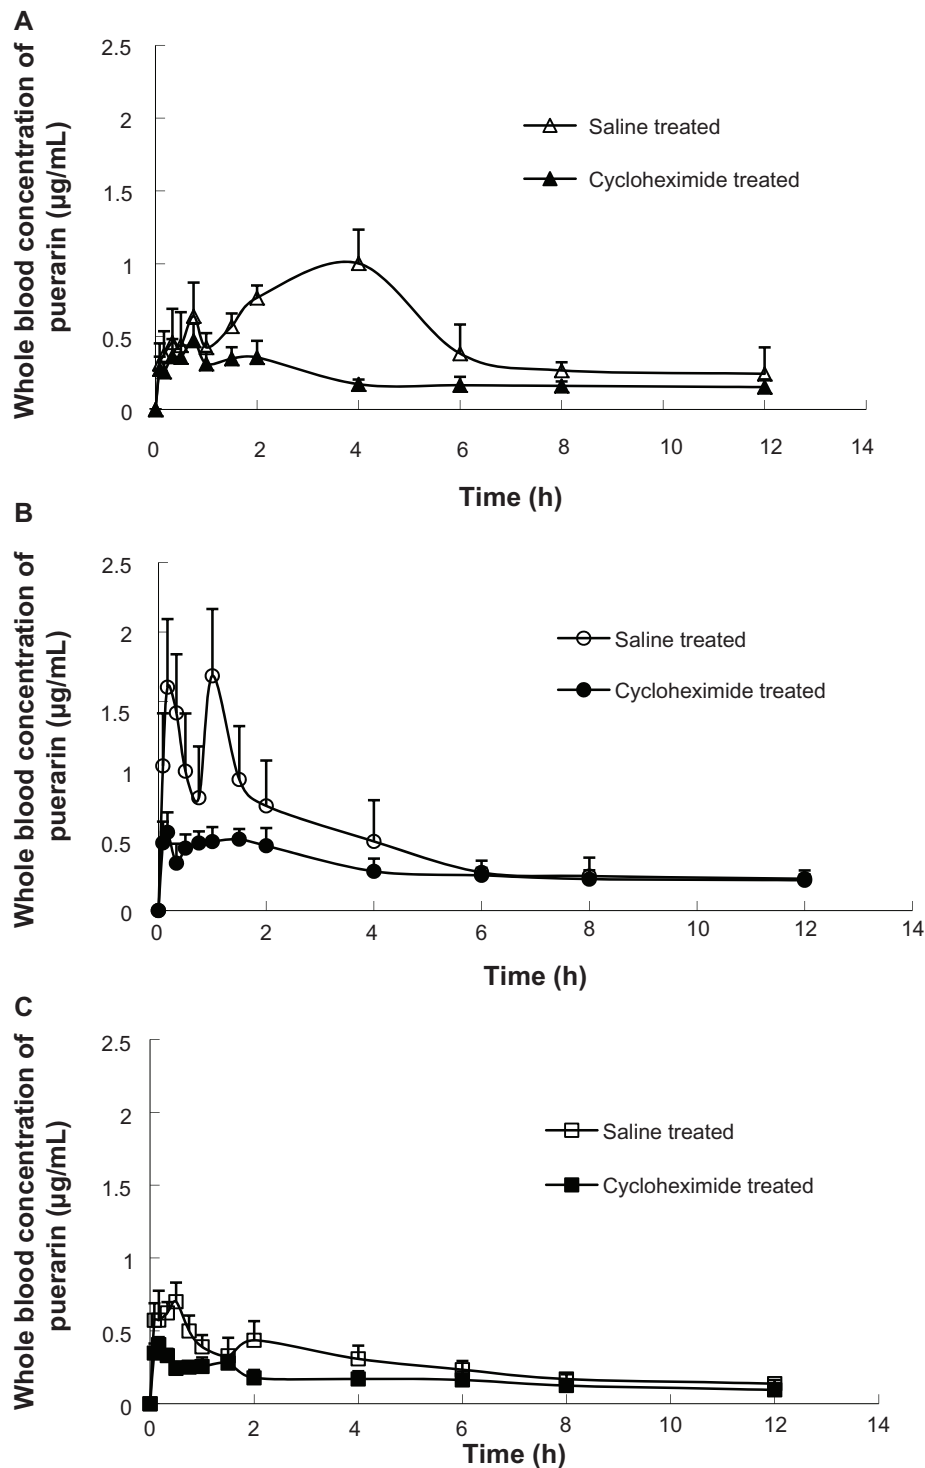 A
Whole blood concentration of
puerarin (µg/mL)
2.5
2
1.5
1
0.5
0
Saline treated
Cycloheximide treated
0 2 4 6 8 10 12 14
Time (h)
B
Whole blood concentration of
puerarin (µg/mL)
2.5
2
1.5
1
0.5
0
Saline treated
Cycloheximide treated
0 2 4 6 8 10 12 14
Time (h)
C
Whole blood concentration of
puerarin (µg/mL)
2.5
2
1.5
1
0.5
0
Saline treated
Cycloheximide treated
0 2 4 6 8 10 12 14
Time (h)